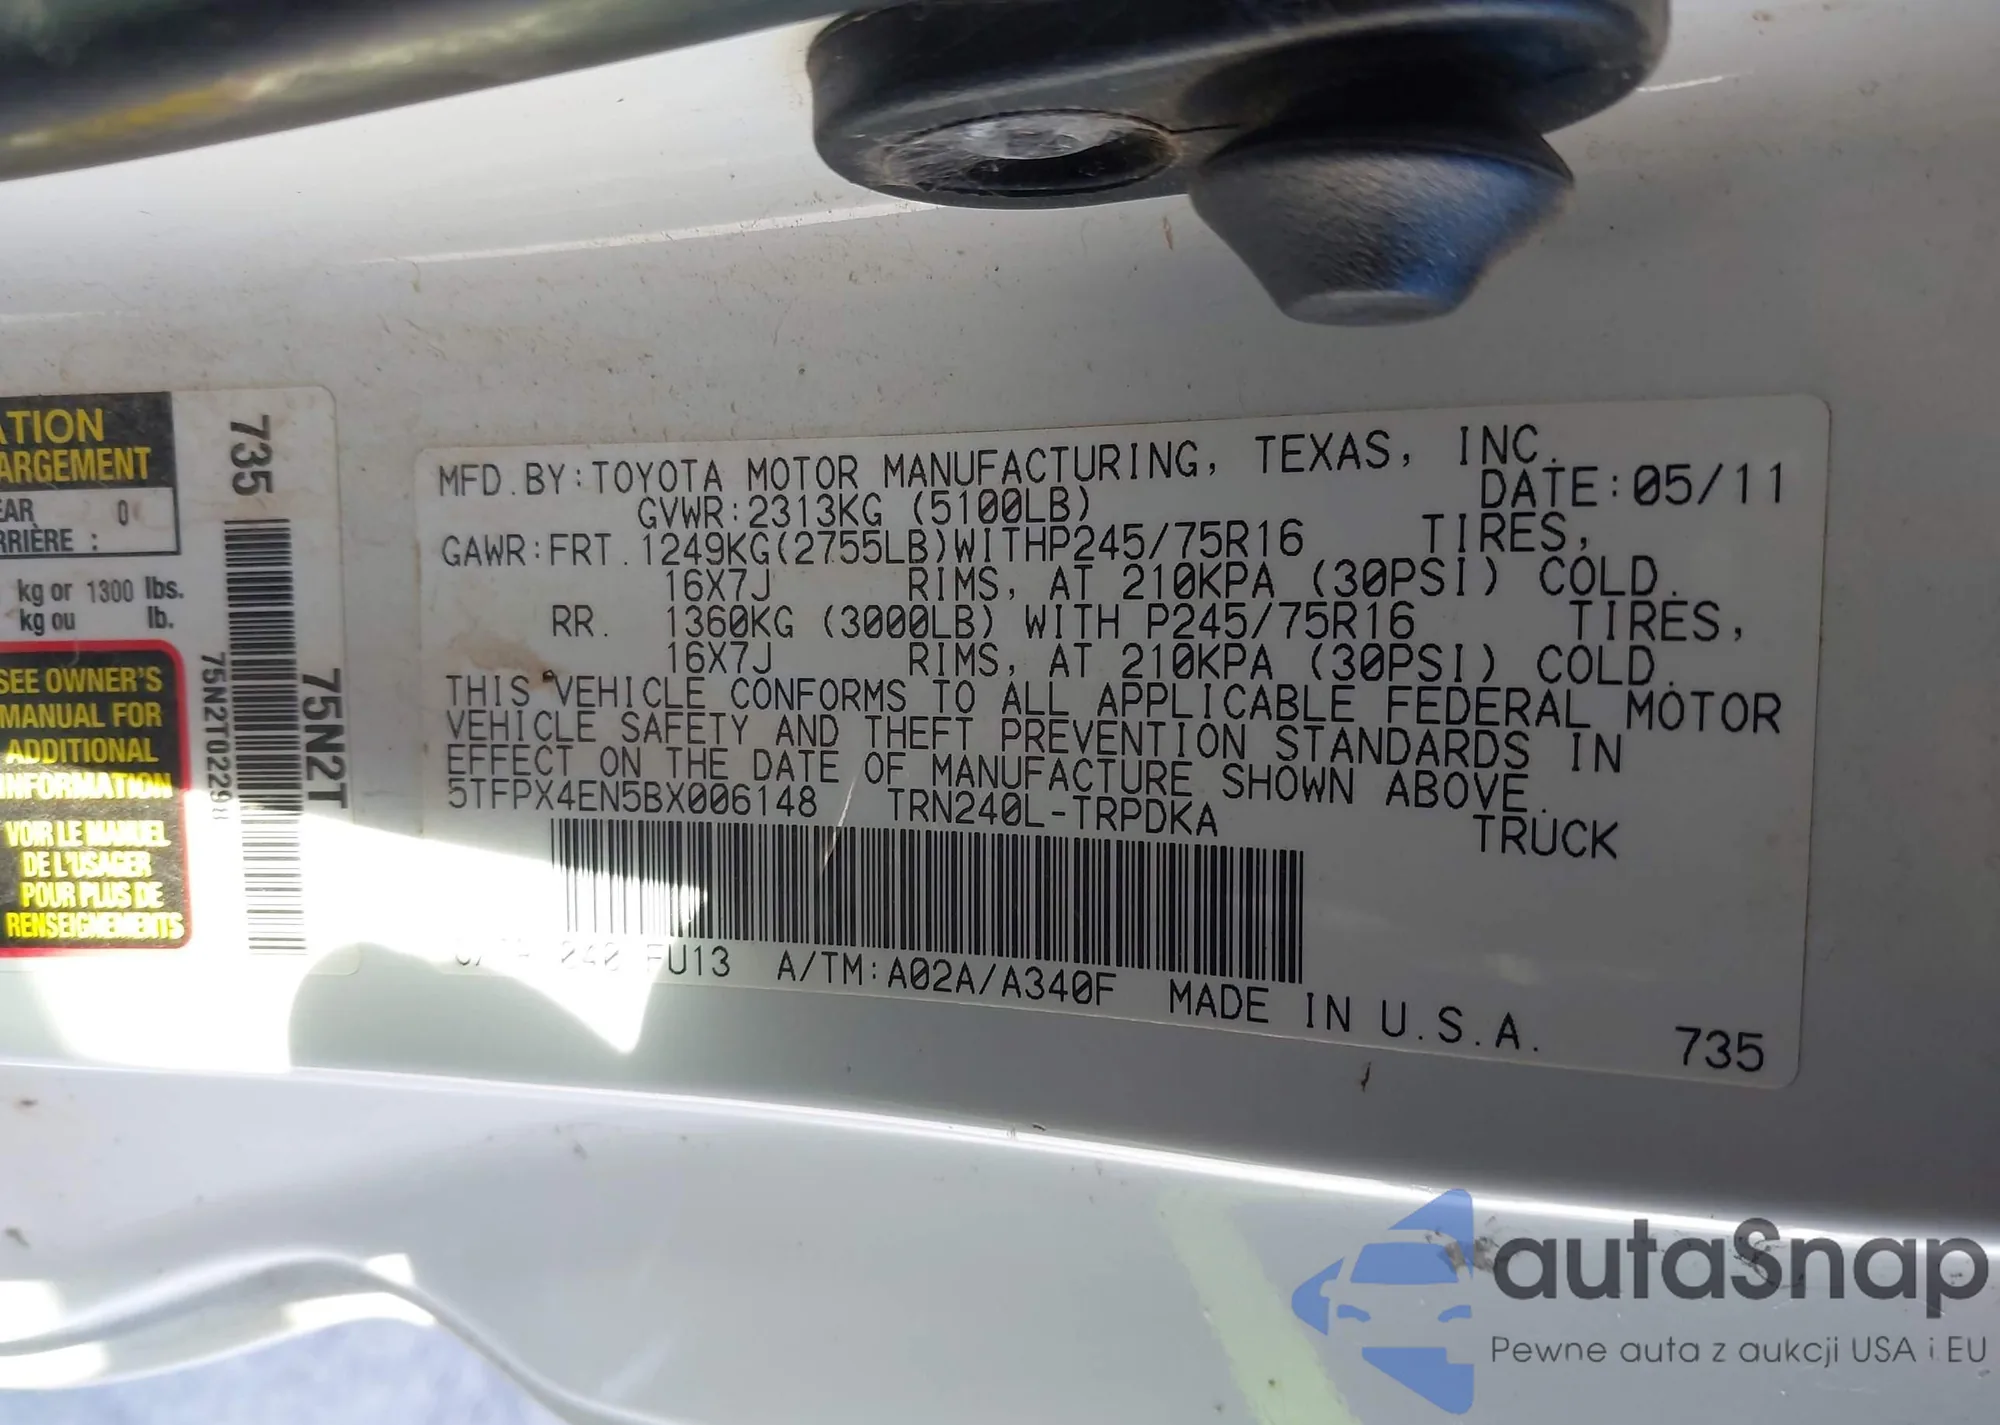 ATION
ARGEMENT
EAR 0
RRIÈRE :
kg or 1300 lbs.
kg ou lb.
SEE OWNER'S
MANUAL FOR
ADDITIONAL
INFORMATION
VOIR LE MANUEL
DE L'USAGER
POUR PLUS DE
RENSEIGNEMENTS
735
75N2T02298
75N2T
MFD.BY:TOYOTA MOTOR MANUFACTURING, TEXAS, INC.
GVWR:2313KG (5100LB) DATE:05/11
GAWR:FRT.1249KG(2755LB)WITHP245/75R16 TIRES,
16X7J RIMS, AT 210KPA (30PSI) COLD.
RR. 1360KG (3000LB) WITH P245/75R16 TIRES,
16X7J RIMS, AT 210KPA (30PSI) COLD.
THIS VEHICLE CONFORMS TO ALL APPLICABLE FEDERAL MOTOR
VEHICLE SAFETY AND THEFT PREVENTION STANDARDS IN
EFFECT ON THE DATE OF MANUFACTURE SHOWN ABOVE.
5TFPX4EN5BX006148 TRN240L-TRPDKA TRUCK
040 FU13 A/TM:A02A/A340F MADE IN U.S.A.
735
autaSnap
Pewne auta z aukcji USA i EU